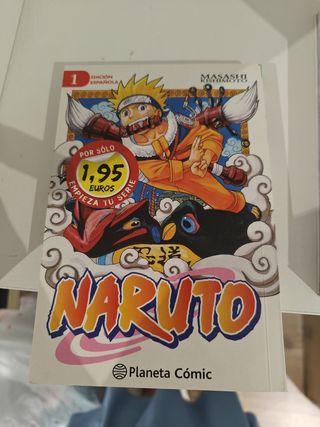 1 EDICIÓN
ESPAÑOLA
MASASHI
KISHIMOTO
POR SÓLO
1,95
EUROS
EMPIEZA TU SERIE
NARUTO
Planeta Cómic